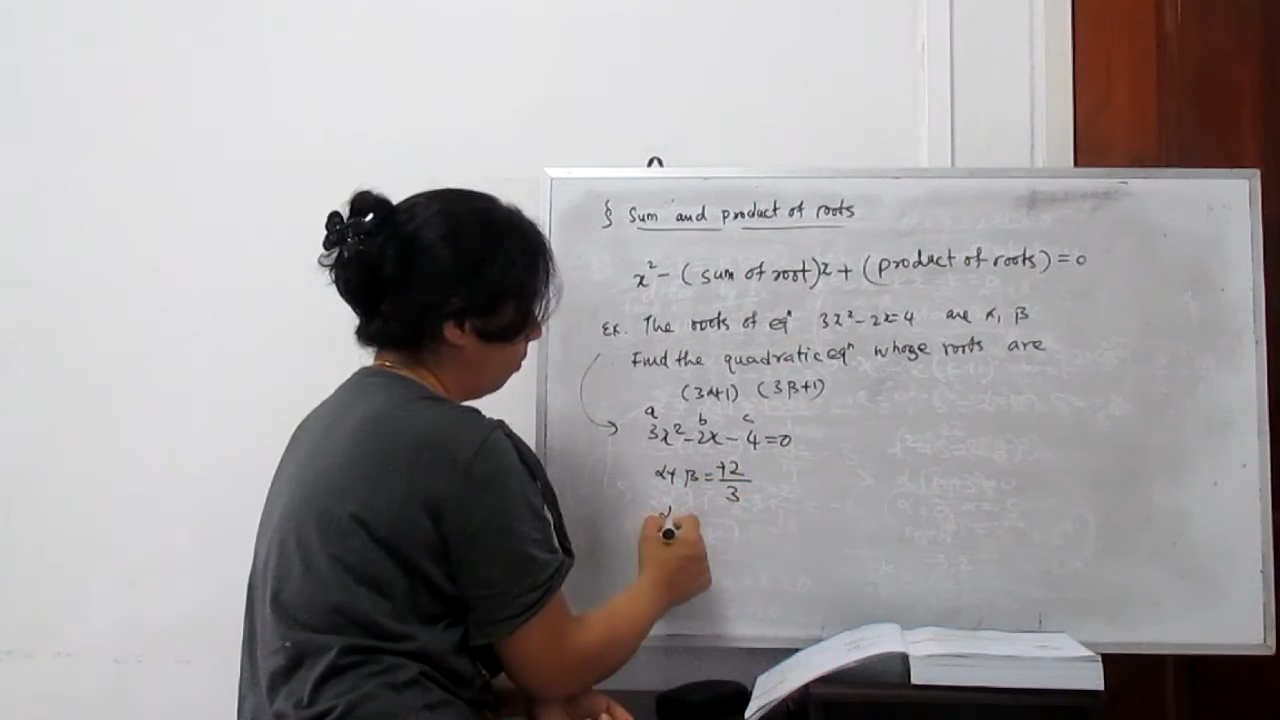 § Sum and product of roots
x² - (sum of root)x + (product of roots) = 0
Ex. The roots of eqⁿ 3x² - 2x = 4 are α, β
Find the quadratic eqⁿ whose roots are
(3α+1) (3β+1)
a b c
3x² - 2x - 4 = 0
α + β = +2/3
α